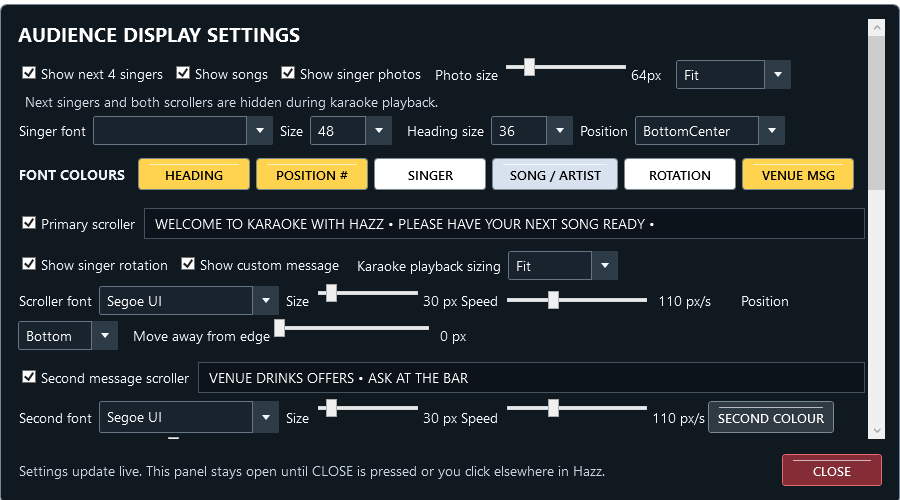 AUDIENCE DISPLAY SETTINGS
Show next 4 singers Show songs Show singer photos Photo size 64px Fit
Next singers and both scrollers are hidden during karaoke playback.
Singer font Size 48 Heading size 36 Position BottomCenter
FONT COLOURS HEADING POSITION # SINGER SONG / ARTIST ROTATION VENUE MSG
Primary scroller WELCOME TO KARAOKE WITH HAZZ • PLEASE HAVE YOUR NEXT SONG READY •
Show singer rotation Show custom message Karaoke playback sizing Fit
Scroller font Segoe UI Size 30 px Speed 110 px/s Position
Bottom Move away from edge 0 px
Second message scroller VENUE DRINKS OFFERS • ASK AT THE BAR
Second font Segoe UI Size 30 px Speed 110 px/s SECOND COLOUR
Settings update live. This panel stays open until CLOSE is pressed or you click elsewhere in Hazz. CLOSE